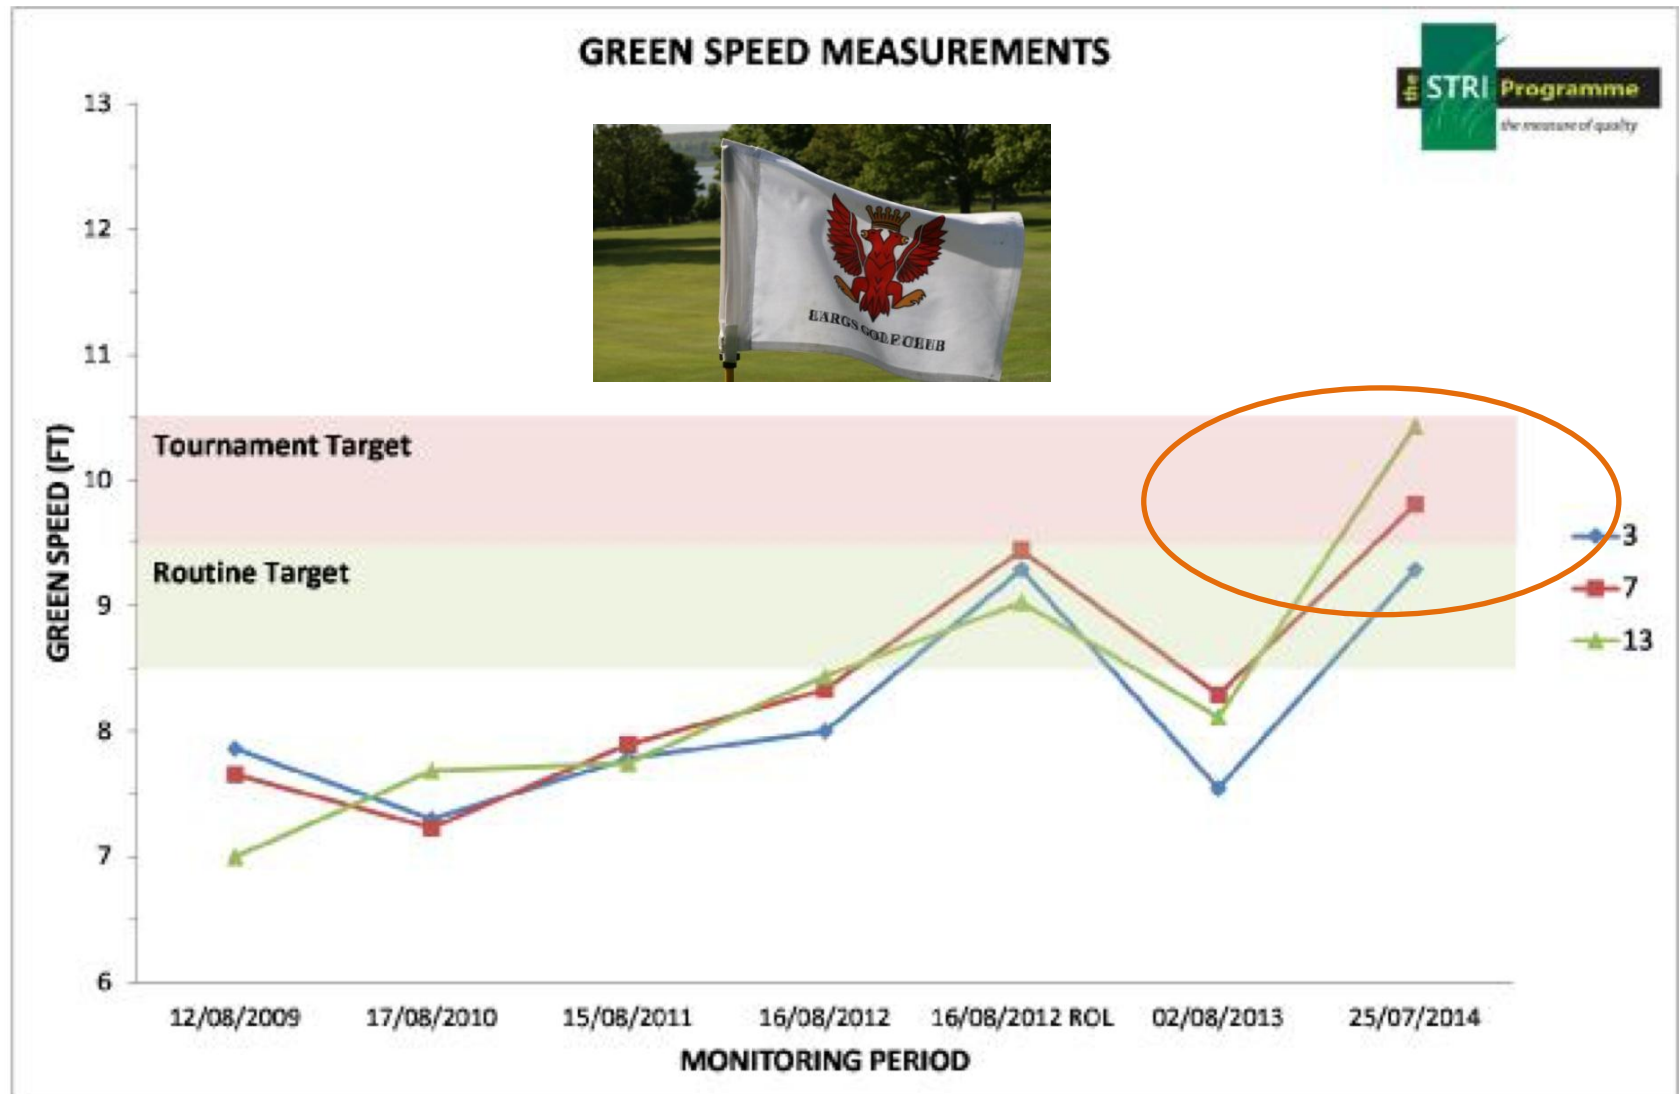 GREEN SPEED MEASUREMENTS
the STRI Programme
the measure of quality
13
12
11
10
9
8
7
6
GREEN SPEED (FT)
Tournament Target
Routine Target
3
7
13
12/08/2009 17/08/2010 15/08/2011 16/08/2012 16/08/2012 ROL 02/08/2013 25/07/2014
MONITORING PERIOD